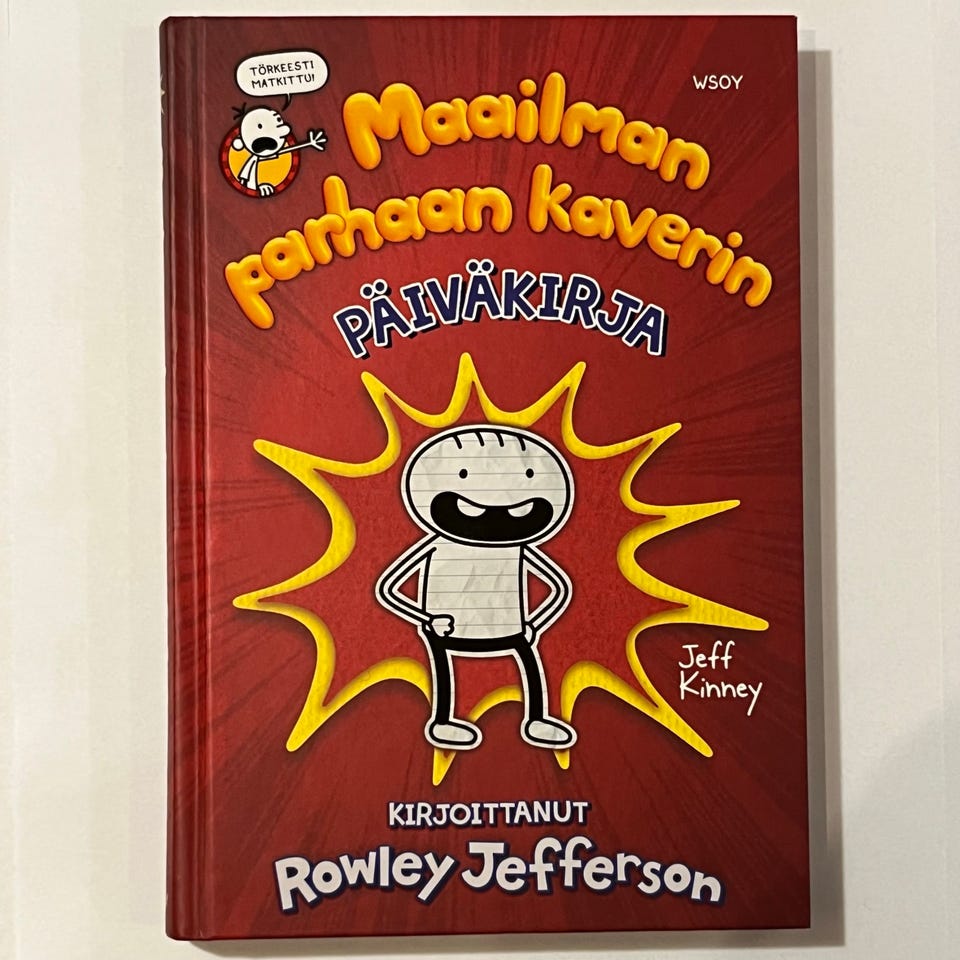 TÖRKEESTI
MATKITTU!
WSOY
Maailman
parhaan kaverin
PÄIVÄKIRJA
Jeff
Kinney
KIRJOITTANUT
Rowley Jefferson